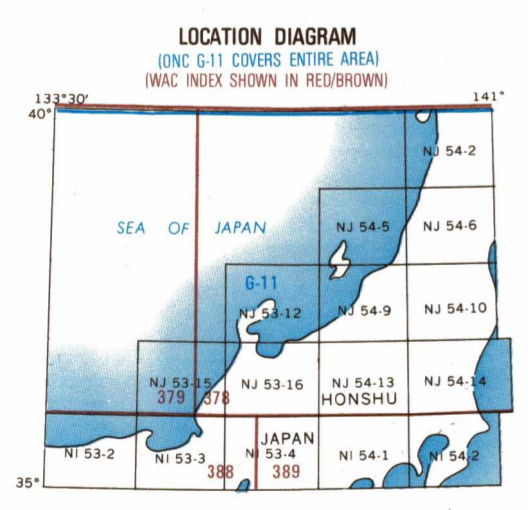 LOCATION DIAGRAM
(ONC G-11 COVERS ENTIRE AREA)
(WAC INDEX SHOWN IN RED/BROWN)
133°30′ 141°
40°
NJ 54-2
SEA OF JAPAN
NJ 54-5 NJ 54-6
G-11
NJ 53-12 NJ 54-9 NJ 54-10
NJ 53-15 NJ 53-16 NJ 54-13 NJ 54-14
379 378 HONSHU
JAPAN
NI 53-2 NI 53-3 NI 53-4 NI 54-1 NI 54-2
388 389
35°